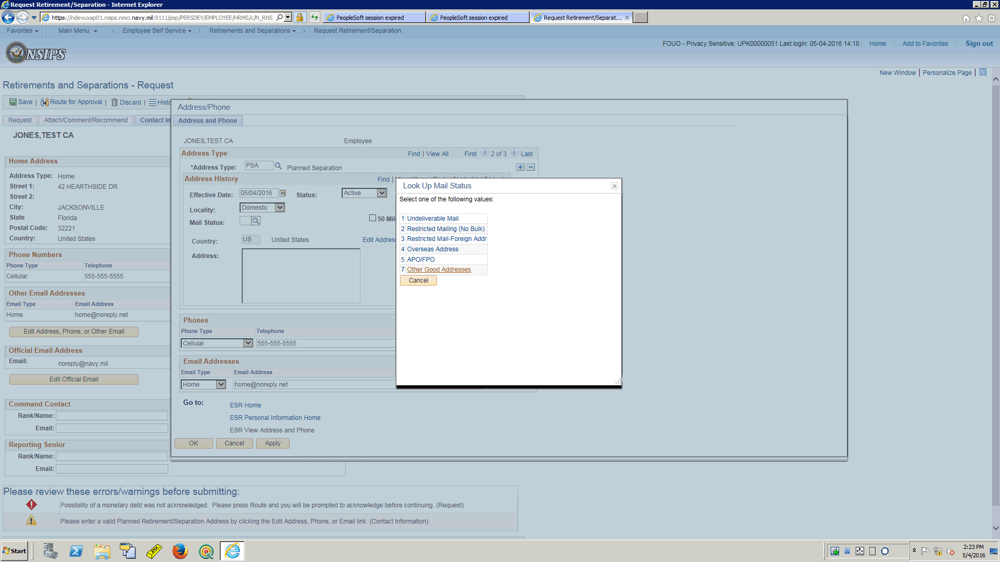 Request Retirement/Separation - Internet Explorer
https://ndevuxap01.nsips.nmci.navy.mil:9111/psp/PERSDEV/EMPLOYEE/HRMS/c/N_RNS_
PeopleSoft session expired
PeopleSoft session expired
Request Retirement/Separat...
Favorites
Main Menu
Employee Self Service
Retirements and Separations
Request Retirement/Separation
NSIPS
FOUO - Privacy Sensitive: UPK00000051 Last login: 05-04-2016 14:18
Home
Add to Favorites
Sign out
New Window | Personalize Page |
Retirements and Separations - Request
Save | Route for Approval | Discard | Histo
Request
Attach/Comment/Recommend
Contact In
JONES,TEST CA
Home Address
Address Type: Home
Street 1: 42 HEARTHSIDE DR
Street 2:
City: JACKSONVILLE
State Florida
Postal Code: 32221
Country: United States
Phone Numbers
Phone Type Telephone
Cellular 555-555-5555
Other Email Addresses
Email Type Email Address
Home home@noreply.net
Edit Address, Phone, or Other Email
Official Email Address
Email: noreply@navy.mil
Edit Official Email
Command Contact
Rank/Name:
Email:
Reporting Senior
Rank/Name:
Email:
Address/Phone
Address and Phone
JONES,TEST CA Employee
Address Type Find | View All First 2 of 3 Last
*Address Type: PSA Planned Separation
Address History Find |
Effective Date: 05/04/2016 31 Status: Active
Locality: Domestic
Mail Status: 50 Mil
Country: US United States Edit Address
Address:
Phones
Phone Type Telephone
Cellular 555-555-5555
Email Addresses
Email Type Email Address
Home home@noreply.net
Go to:
ESR Home
ESR Personal Information Home
ESR View Address and Phone
OK Cancel Apply
Look Up Mail Status
Select one of the following values:
1 Undeliverable Mail
2 Restricted Mailing (No Bulk)
3 Restricted Mail-Foreign Addr
4 Overseas Address
5 APO/FPO
7 Other Good Addresses
Cancel
Please review these errors/warnings before submitting:
Possibility of a monetary debt was not acknowledged. Please press Route and you will be prompted to acknowledge before continuing. (Request)
Please enter a valid Planned Retirement/Separation Address by clicking the Edit Address, Phone, or Email link. (Contact Information)
Start
2:23 PM
5/4/2016